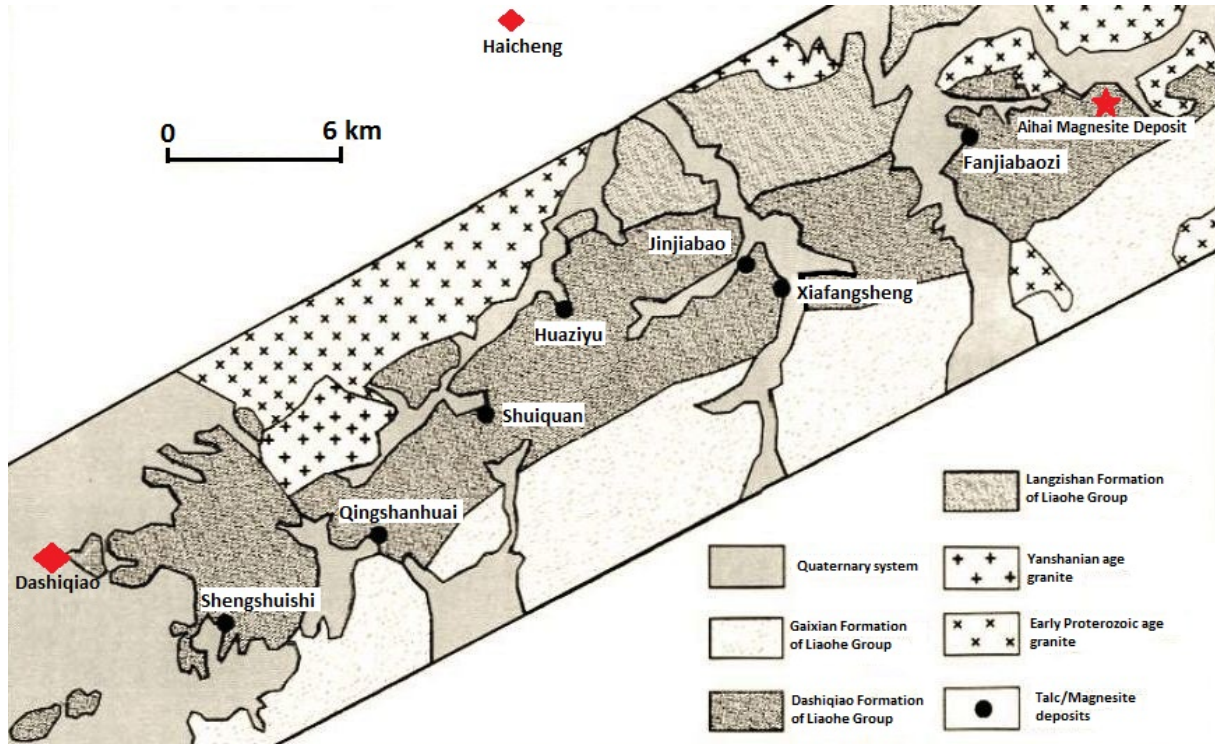 Haicheng
0
6 km
Aihai Magnesite Deposit
Fanjiabaozi
Jinjiabao
Xiafangsheng
Huaziyu
Shuiquan
Qingshanhuai
Dashiqiao
Shengshuishi
Langzishan Formation
of Liaohe Group
Quaternary system
Yanshanian age
granite
Gaixian Formation
of Liaohe Group
Early Proterozoic age
granite
Dashiqiao Formation
of Liaohe Group
Talc/Magnesite
deposits